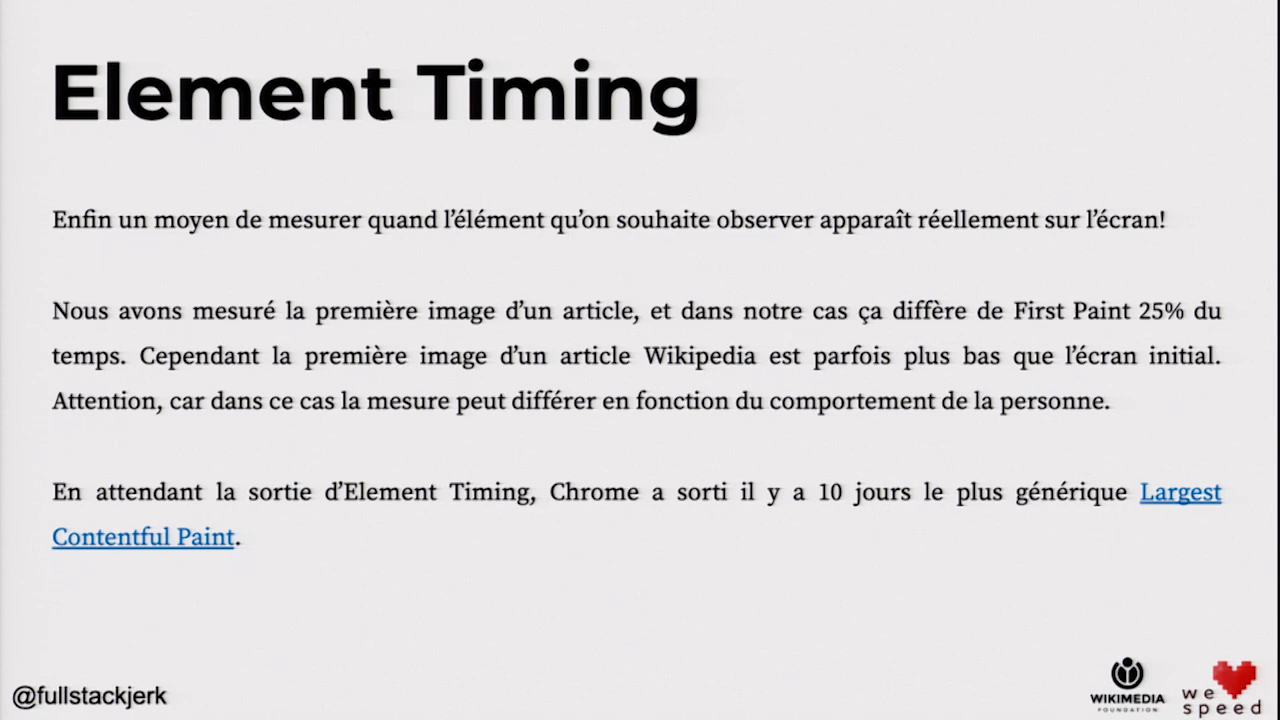 Element Timing
Enfin un moyen de mesurer quand l’élément qu’on souhaite observer apparaît réellement sur l’écran!
Nous avons mesuré la première image d’un article, et dans notre cas ça diffère de First Paint 25% du
temps. Cependant la première image d’un article Wikipedia est parfois plus bas que l’écran initial.
Attention, car dans ce cas la mesure peut différer en fonction du comportement de la personne.
En attendant la sortie d’Element Timing, Chrome a sorti il y a 10 jours le plus générique Largest
Contentful Paint.
@fullstackjerk
WIKIMEDIA
FOUNDATION
we
speed